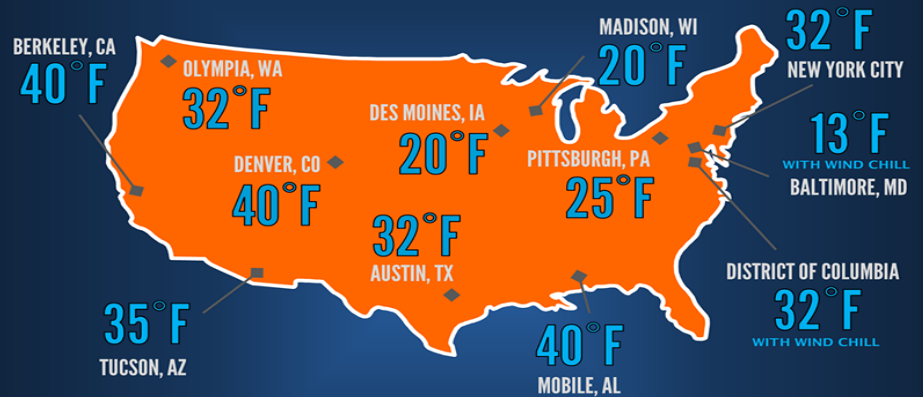 BERKELEY, CA
40°F
OLYMPIA, WA
32°F
MADISON, WI
20°F
32°F
NEW YORK CITY
DES MOINES, IA
20°F
DENVER, CO
40°F
PITTSBURGH, PA
25°F
13°F
WITH WIND CHILL
BALTIMORE, MD
32°F
AUSTIN, TX
35°F
TUCSON, AZ
40°F
MOBILE, AL
DISTRICT OF COLUMBIA
32°F
WITH WIND CHILL